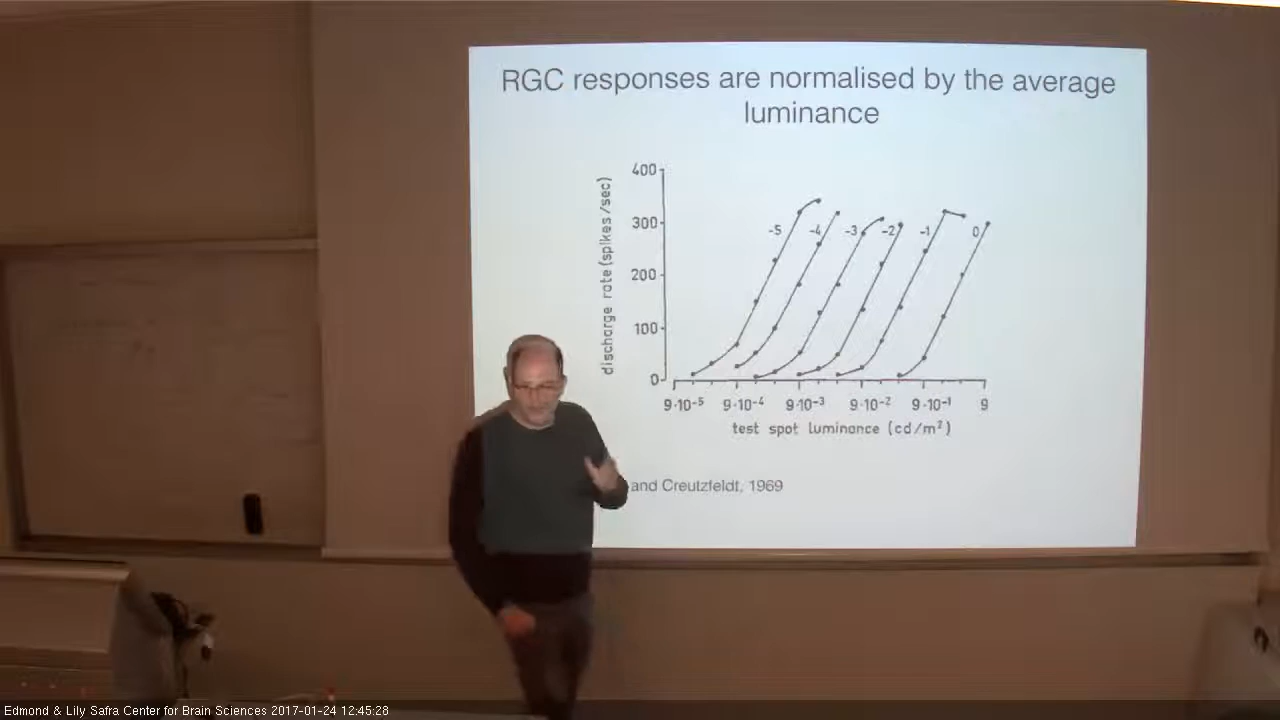 RGC responses are normalised by the average
luminance
discharge rate (spikes/sec)
400
300
200
100
0
-5
-4
-3
-2
-1
0
9·10-5
9·10-4
9·10-3
9·10-2
9·10-1
9
test spot luminance (cd/m²)
and Creutzfeldt, 1969
Edmond & Lily Safra Center for Brain Sciences 2017-01-24 12:45:28